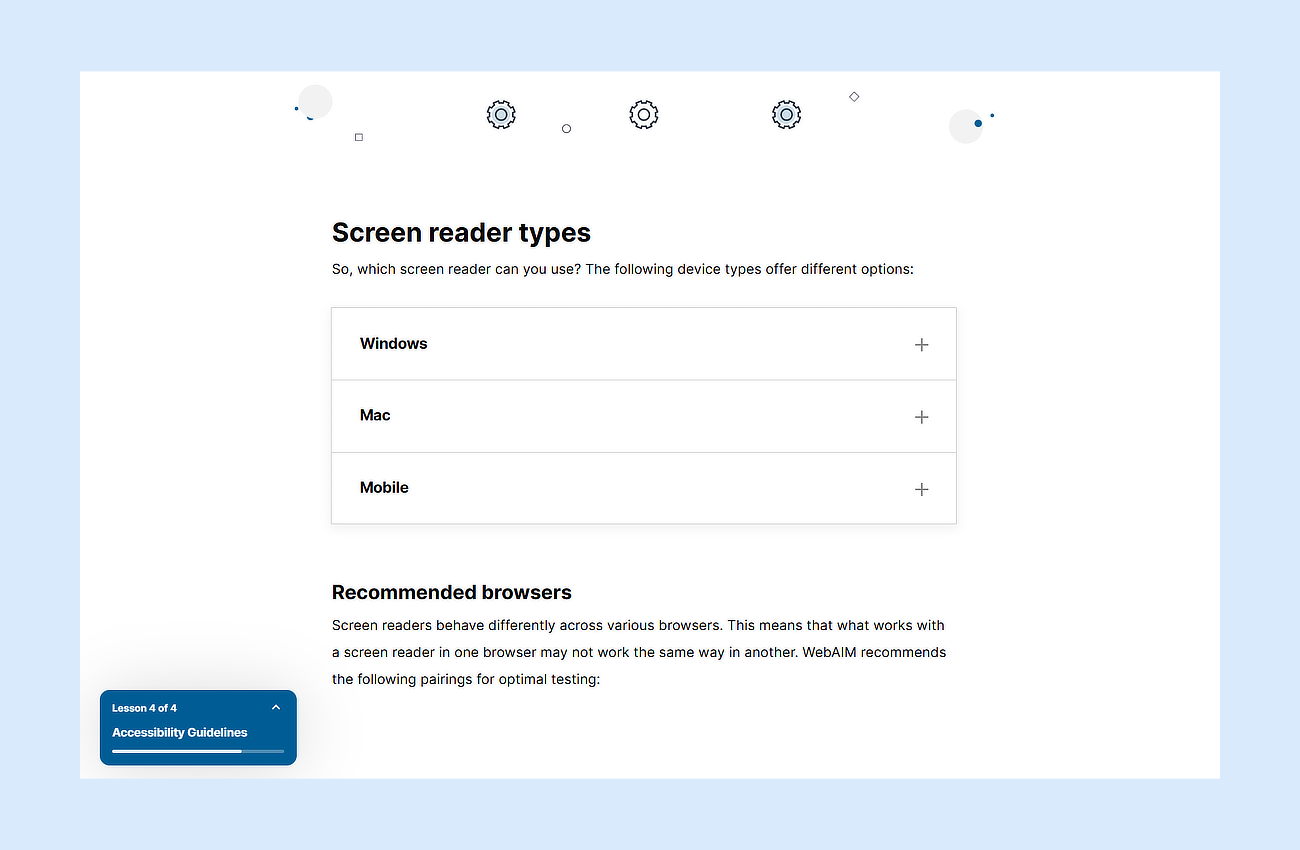 Screen reader types
So, which screen reader can you use? The following device types offer different options:
Windows
Mac
Mobile
Recommended browsers
Screen readers behave differently across various browsers. This means that what works with
a screen reader in one browser may not work the same way in another. WebAIM recommends
the following pairings for optimal testing:
Lesson 4 of 4
Accessibility Guidelines